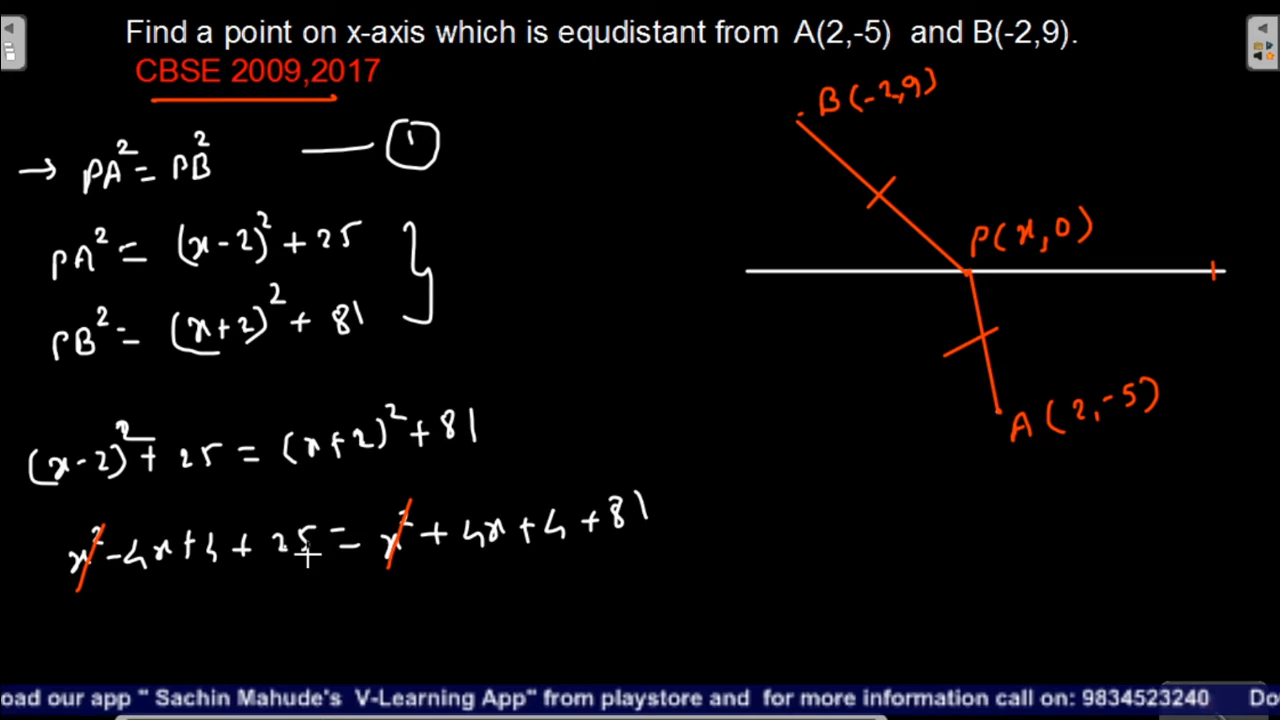 Find a point on x-axis which is equdistant from A(2,-5) and B(-2,9).
CBSE 2009,2017
→ PA² = PB² —— ①
PA² = (x-2)² + 25
PB² = (x+2)² + 81
(x-2)² + 25 = (x+2)² + 81
x² - 4x + 4 + 25 = x² + 4x + 4 + 81
B(-2,9)
P(x,0)
A(2,-5)
oad our app " Sachin Mahude's V-Learning App" from playstore and for more information call on: 9834523240 Do